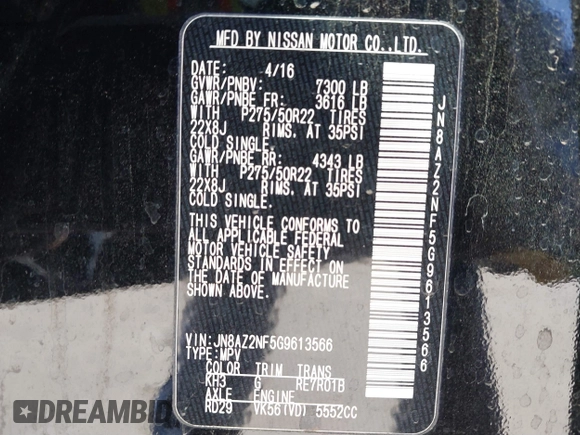 MFD BY NISSAN MOTOR CO.,LTD.
DATE: 4/16
GVWR/PNBV: 7300 LB
GAWR/PNBE FR: 3616 LB
WITH P275/50R22 TIRES
22X8J RIMS. AT 35PSI
COLD SINGLE.
GAWR/PNBE RR: 4343 LB
WITH P275/50R22 TIRES
22X8J RIMS. AT 35PSI
COLD SINGLE.
THIS VEHICLE CONFORMS TO
ALL APPLICABLE FEDERAL
MOTOR VEHICLE SAFETY
STANDARDS IN EFFECT ON
THE DATE OF MANUFACTURE
SHOWN ABOVE.
VIN: JN8AZ2NF5G9613566
TYPE: MPV
COLOR TRIM TRANS
KH3 G RE7R01B
AXLE ENGINE
RD29 VK56(VD) 5552CC
JN8AZ2NF5G9613566
DREAMBID